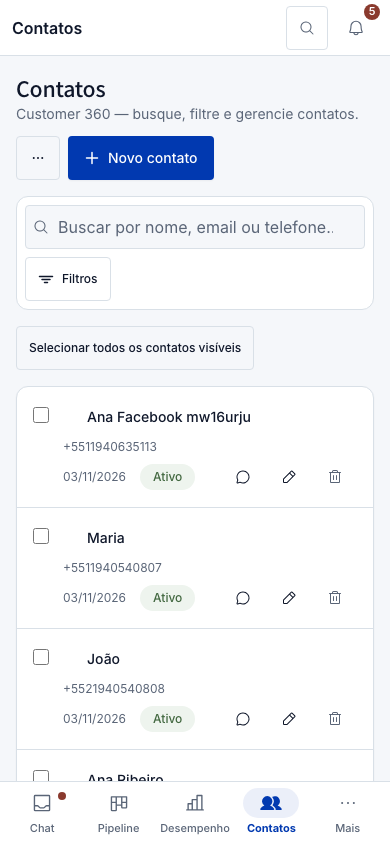 Contatos
5
Contatos
Customer 360 — busque, filtre e gerencie contatos.
... + Novo contato
Buscar por nome, email ou telefone..
Filtros
Selecionar todos os contatos visíveis
Ana Facebook mw16urju
+5511940635113
03/11/2026 Ativo
Maria
+5511940540807
03/11/2026 Ativo
João
+5521940540808
03/11/2026 Ativo
Ana Ribeiro
Chat Pipeline Desempenho Contatos Mais